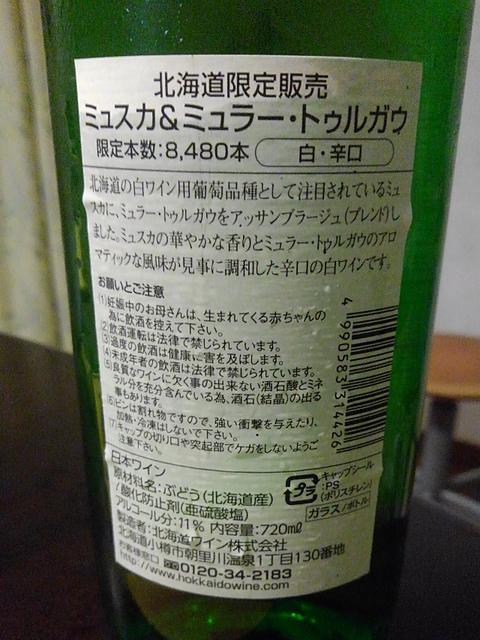 北海道限定販売
ミュスカ&ミュラー・トゥルガウ
限定本数:8,480本 白・辛口
北海道の白ワイン用葡萄品種として注目されているミュ
スカに、ミュラー・トゥルガウをアッサンブラージュ(ブレンド)し
ました。ミュスカの華やかな香りとミュラー・トゥルガウのアロ
マティックな風味が見事に調和した辛口の白ワインです。
お願いとご注意
(1)妊娠中のお母さんは、生まれてくる赤ちゃんの
為に飲酒を控えて下さい。
(2)飲酒運転は法律で禁じられています。
(3)過度の飲酒は健康に害を及ぼします。
(4)未成年者の飲酒は法律で禁じられています。
(5)良質なワインに欠く事の出来ない酒石酸とミネ
ラル分を充分含んでいる為、酒石(結晶)の出る
事もあります。
(6)ビンは割れ物ですので、強い衝撃を与えたり、
加熱・冷凍はしないで下さい。
(7)キャップの切り口や突起部でケガをしないようご
注意下さい。
4990583314426
日本ワイン
原材料名:ぶどう(北海道産)
/酸化防止剤(亜硫酸塩)
アルコール分:11% 内容量:720㎖
製造者:北海道ワイン株式会社
北海道小樽市朝里川温泉1丁目130番地
お客様窓口 0120-34-2183
http://www.hokkaidowine.com
プラ
キャップシール
:PS
(ポリスチレン)
ガラス/ボトル